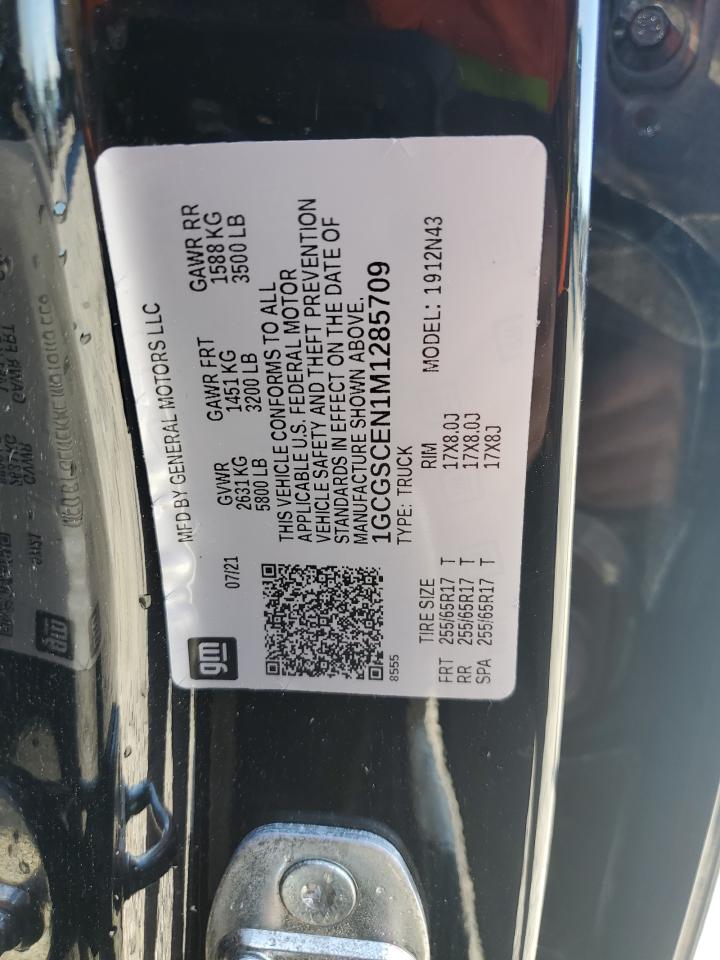 gm
MFD BY GENERAL MOTORS LLC
07/21
GVWR GAWR FRT GAWR RR
2631 KG 1451 KG 1588 KG
5800 LB 3200 LB 3500 LB
THIS VEHICLE CONFORMS TO ALL
APPLICABLE U.S. FEDERAL MOTOR
VEHICLE SAFETY AND THEFT PREVENTION
STANDARDS IN EFFECT ON THE DATE OF
MANUFACTURE SHOWN ABOVE.
1GCGSCEN1M1285709
8555 TYPE: TRUCK MODEL: 1912N43
TIRE SIZE RIM
FRT 255/65R17 T 17X8.0J
RR 255/65R17 T 17X8.0J
SPA 255/65R17 T 17X8J